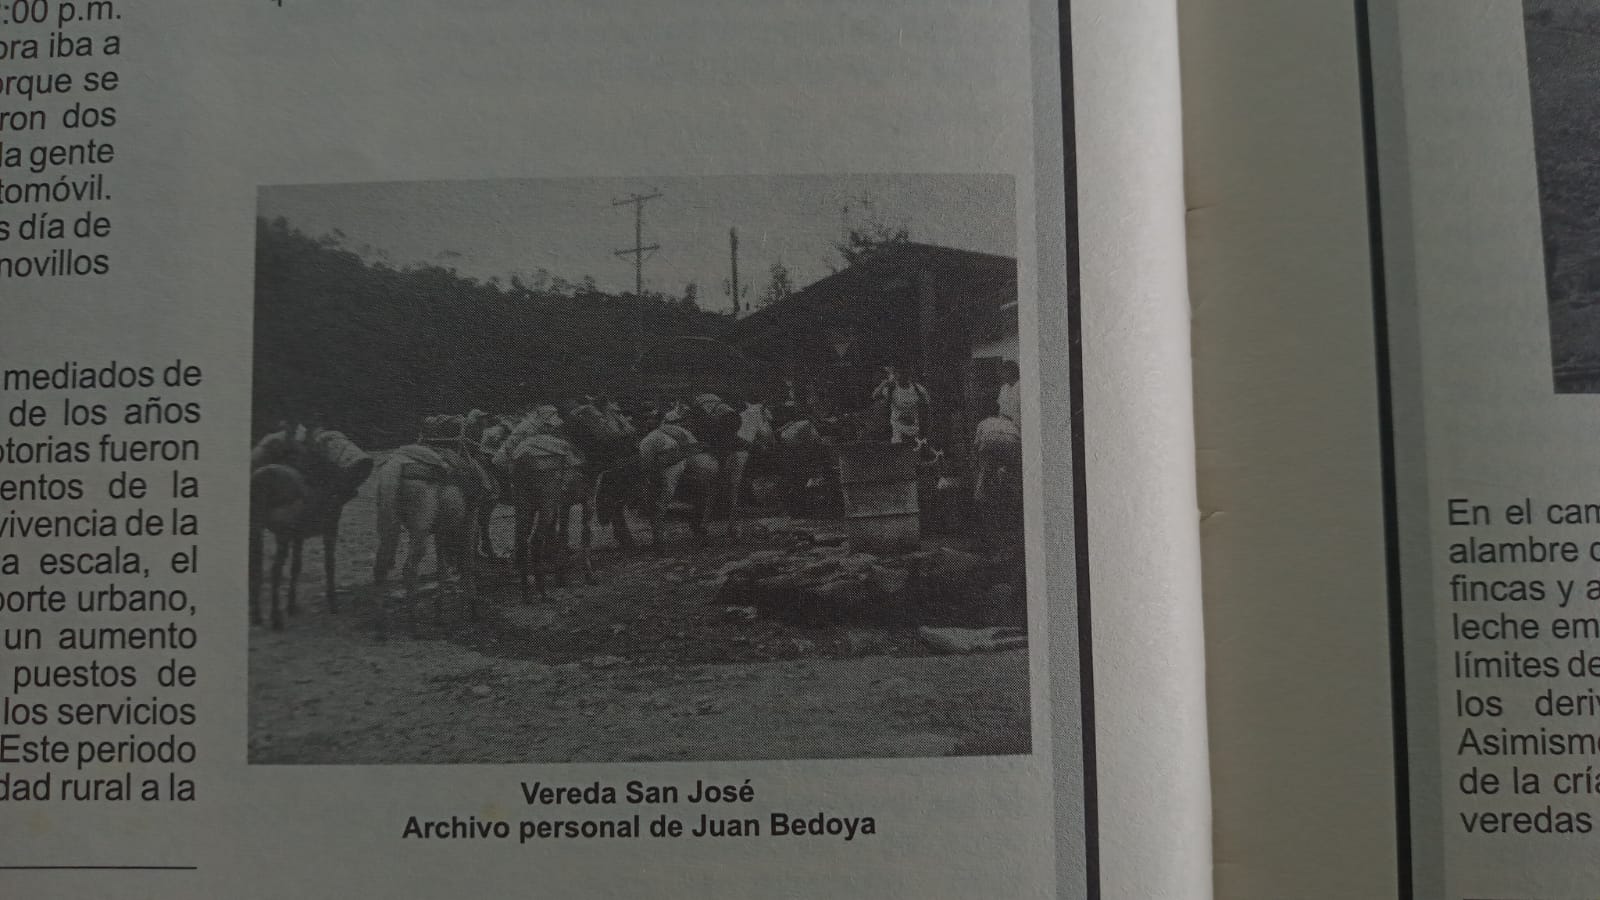 :00 p.m.
ora iba a
orque se
ron dos
la gente
tomóvil.
s día de
novillos
mediados de
de los años
otorias fueron
entos de la
vivencia de la
a escala, el
porte urbano,
un aumento
puestos de
los servicios
Este periodo
dad rural a la
Vereda San José
Archivo personal de Juan Bedoya
En el cam
alambre
fincas y a
leche em
límites de
los deri
Asimism
de la cría
veredas